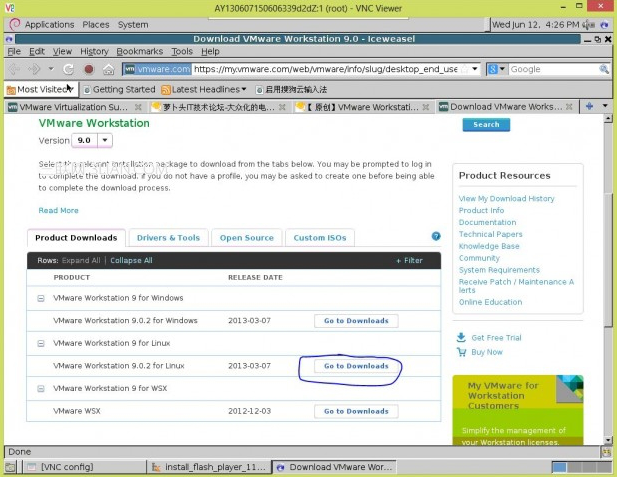 AY130607150606339d2dZ:1 (root) - VNC Viewer
Applications Places System
Wed Jun 12, 4:26 PM
Download VMware Workstation 9.0 - Iceweasel
File Edit View History Bookmarks Tools Help
vmware.com https://my.vmware.com/web/vmware/info/slug/desktop_end_use
Google
Most Visited Getting Started Latest Headlines 启用搜狗云输入法
VMware Virtualization Su... 萝卜头IT技术论坛-大众化的电... 【原创】VMware Workstati... Download VMware Works...
VMware Workstation
Search
Version 9.0
Select the relevant installation package to download from the tabs below. You may be prompted to log in
to complete the download. If you do not have a profile, you may be asked to create one before being able
to complete the download process.
Read More
Product Resources
View My Download History
Product Info
Documentation
Technical Papers
Knowledge Base
Community
System Requirements
Receive Patch / Maintenance A
lerts
Online Education
Product Downloads Drivers & Tools Open Source Custom ISOs
Rows: Expand All | Collapse All + Filter
PRODUCT RELEASE DATE
VMware Workstation 9 for Windows
VMware Workstation 9.0.2 for Windows 2013-03-07 Go to Downloads
VMware Workstation 9 for Linux
VMware Workstation 9.0.2 for Linux 2013-03-07 Go to Downloads
VMware Workstation 9 for WSX
VMware WSX 2012-12-03 Go to Downloads
Get Free Trial
Buy Now
My VMware for
Workstation
Customers
Simplify the management of
your Workstation licenses.
Done
[VNC config] install_flash_player_11... Download VMware Wor...